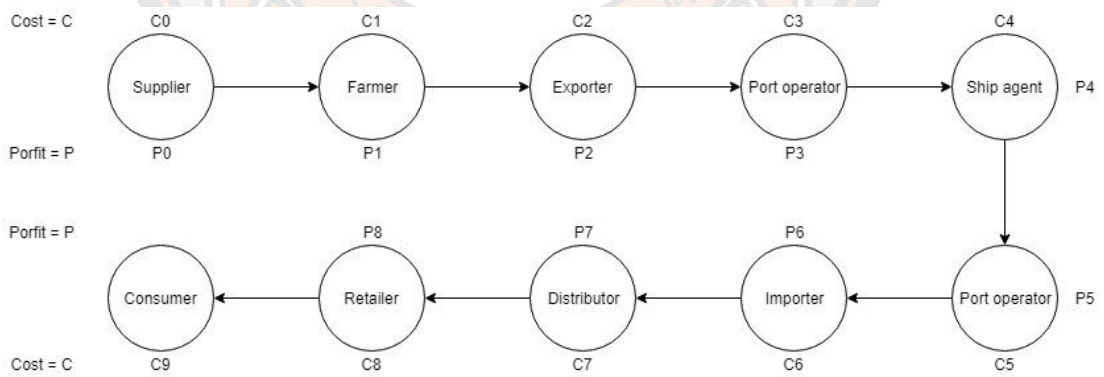 Cost = C C0 C1 C2 C3 C4
Supplier Farmer Exporter Port operator Ship agent P4
Porfit = P P0 P1 P2 P3
Porfit = P P8 P7 P6
Consumer Retailer Distributor Importer Port operator P5
Cost = C C9 C8 C7 C6 C5